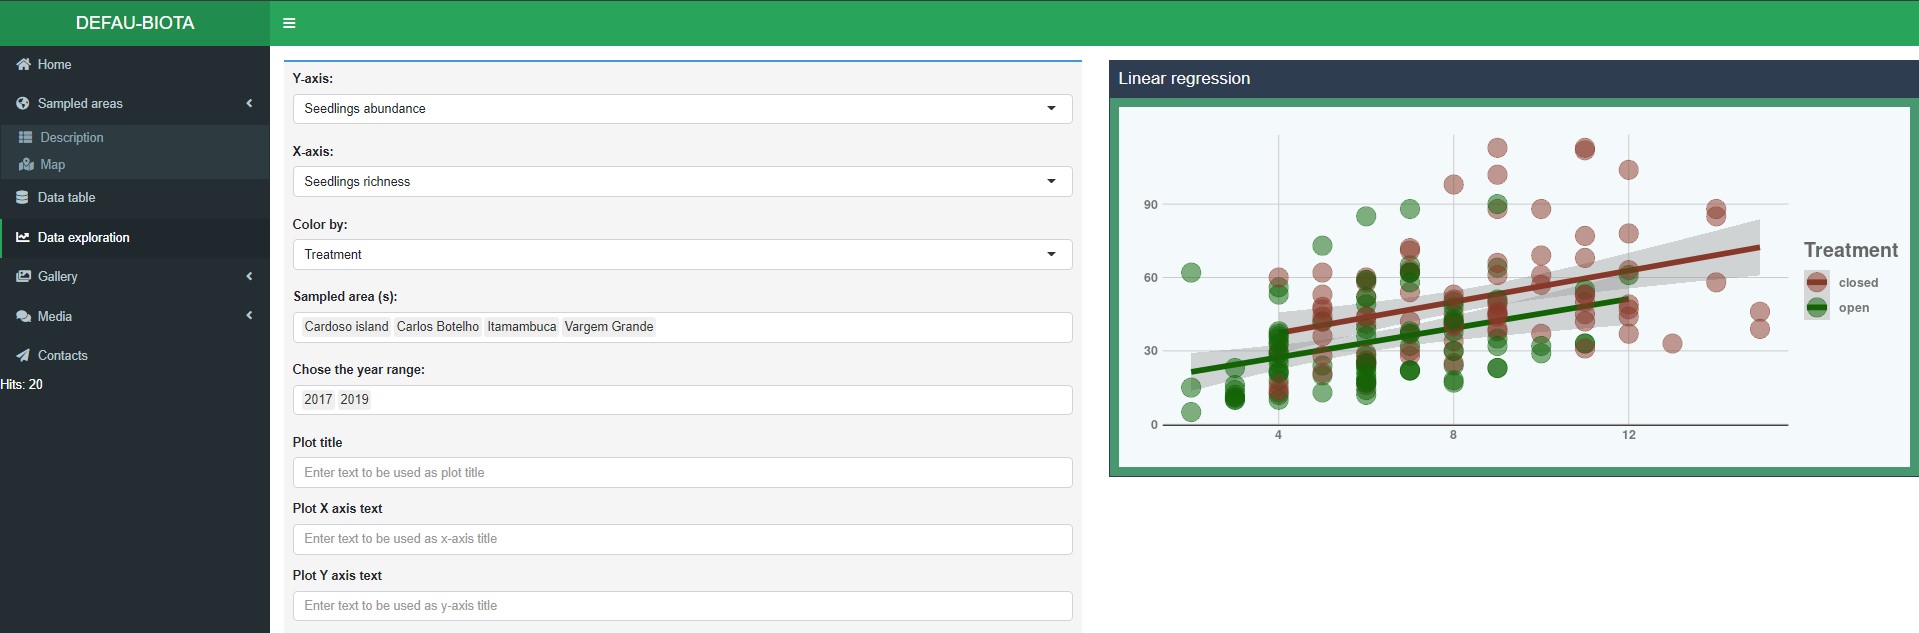 DEFAU-BIOTA
Home
Sampled areas
Description
Map
Data table
Data exploration
Gallery
Media
Contacts
Hits: 20
Y-axis:
Seedlings abundance
X-axis:
Seedlings richness
Color by:
Treatment
Sampled area (s):
Cardoso island Carlos Botelho Itamambuca Vargem Grande
Chose the year range:
2017 2019
Plot title
Enter text to be used as plot title
Plot X axis text
Enter text to be used as x-axis title
Plot Y axis text
Enter text to be used as y-axis title
Linear regression
90
60
30
0
4 8 12
Treatment
closed
open